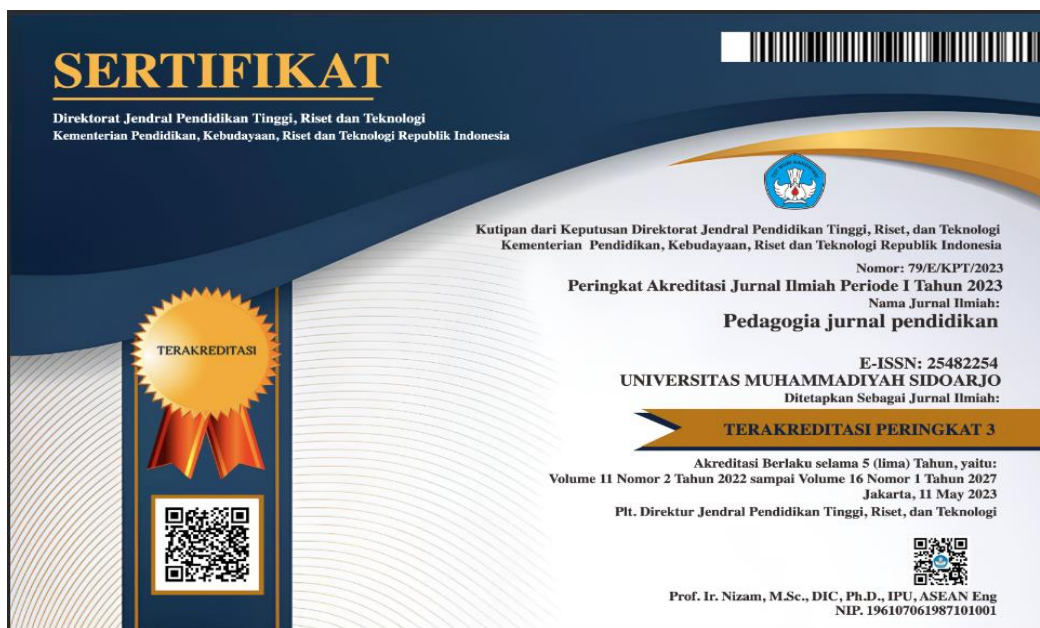 SERTIFIKAT
Direktorat Jendral Pendidikan Tinggi, Riset dan Teknologi
Kementerian Pendidikan, Kebudayaan, Riset dan Teknologi Republik Indonesia
Kutipan dari Keputusan Direktorat Jendral Pendidikan Tinggi, Riset, dan Teknologi
Kementerian Pendidikan, Kebudayaan, Riset dan Teknologi Republik Indonesia
Nomor: 79/E/KPT/2023
Peringkat Akreditasi Jurnal Ilmiah Periode I Tahun 2023
Nama Jurnal Ilmiah:
Pedagogia jurnal pendidikan
E-ISSN: 25482254
UNIVERSITAS MUHAMMADIYAH SIDOARJO
Ditetapkan Sebagai Jurnal Ilmiah:
TERAKREDITASI PERINGKAT 3
TERAKREDITASI
Akreditasi Berlaku selama 5 (lima) Tahun, yaitu:
Volume 11 Nomor 2 Tahun 2022 sampai Volume 16 Nomor 1 Tahun 2027
Jakarta, 11 May 2023
Plt. Direktur Jendral Pendidikan Tinggi, Riset, dan Teknologi
Prof. Ir. Nizam, M.Sc., DIC, Ph.D., IPU, ASEAN Eng
NIP. 196107061987101001